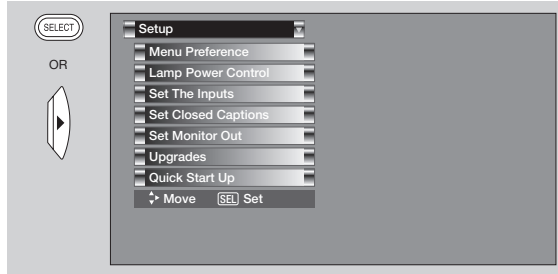 SELECT
OR
Setup
Menu Preference
Lamp Power Control
Set The Inputs
Set Closed Captions
Set Monitor Out
Upgrades
Quick Start Up
Move SEL Set